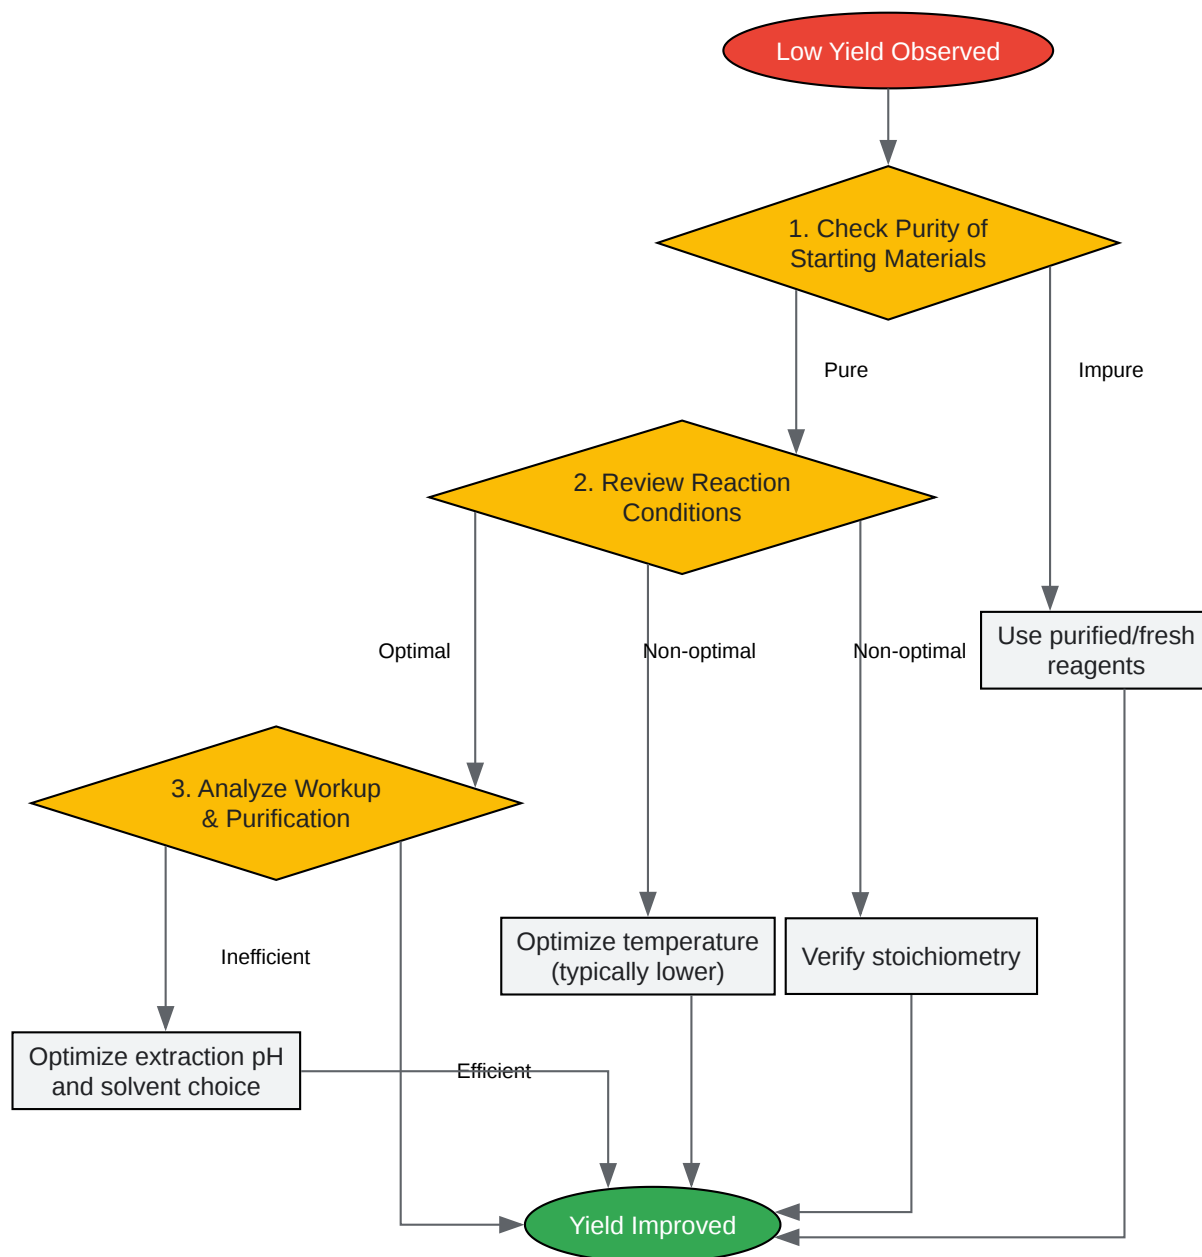 Low Yield Observed
1. Check Purity of
Starting Materials
Pure
Impure
2. Review Reaction
Conditions
Optimal
Non-optimal
Non-optimal
Use purified/fresh
reagents
3. Analyze Workup
& Purification
Inefficient
Optimize temperature
(typically lower)
Verify stoichiometry
Optimize extraction pH
and solvent choice
Efficient
Yield Improved